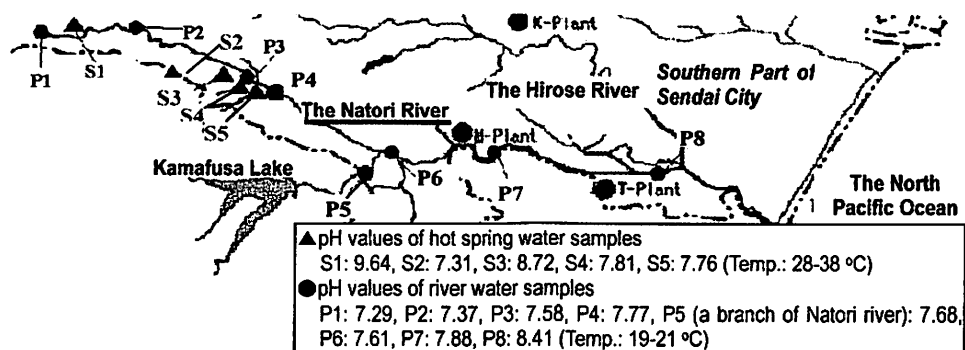 K-Plant
P1
S1
P2
S2
P3
P4
S3
S4
S5
Southern Part of
Sendai City
The Hirose River
The Natori River
P8
Kamafusa Lake
P5
P6
P7
T-Plant
The North
Pacific Ocean
pH values of hot spring water samples
S1: 9.64, S2: 7.31, S3: 8.72, S4: 7.81, S5: 7.76 (Temp.: 28-38 ºC)
pH values of river water samples
P1: 7.29, P2: 7.37, P3: 7.58, P4: 7.77, P5 (a branch of Natori river): 7.68,
P6: 7.61, P7: 7.88, P8: 8.41 (Temp.: 19-21 ºC)